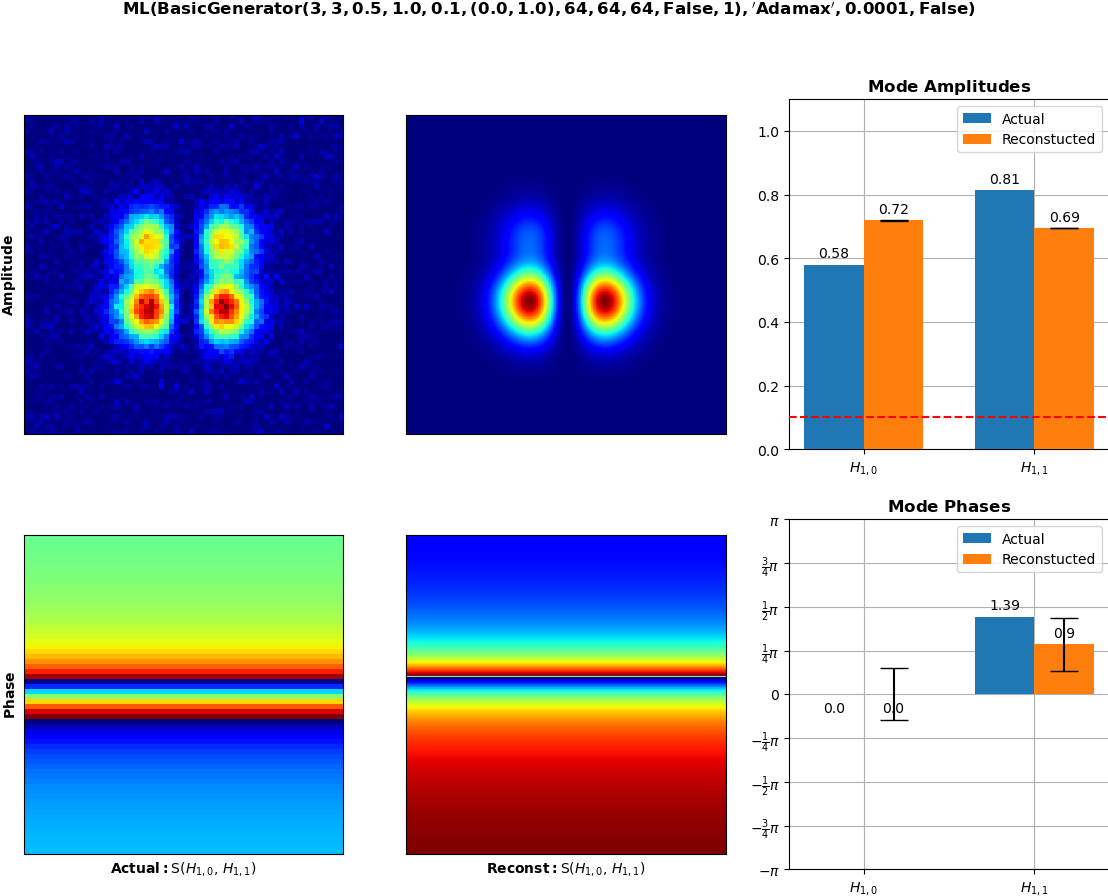 ML(BasicGenerator(3, 3, 0.5, 1.0, 0.1, (0.0, 1.0), 64, 64, 64, False, 1), ′Adamax′, 0.0001, False)
Amplitude
Mode Amplitudes
Actual
Reconstucted
1.0
0.8
0.6
0.4
0.2
0.0
0.58
0.72
0.81
0.69
H1, 0
H1, 1
Phase
Actual: S(H1, 0, H1, 1)
Reconst: S(H1, 0, H1, 1)
Mode Phases
Actual
Reconstucted
π
3/4π
1/2π
1/4π
0
−1/4π
−1/2π
−3/4π
−π
0.0
0.0
1.39
0.9
H1, 0
H1, 1